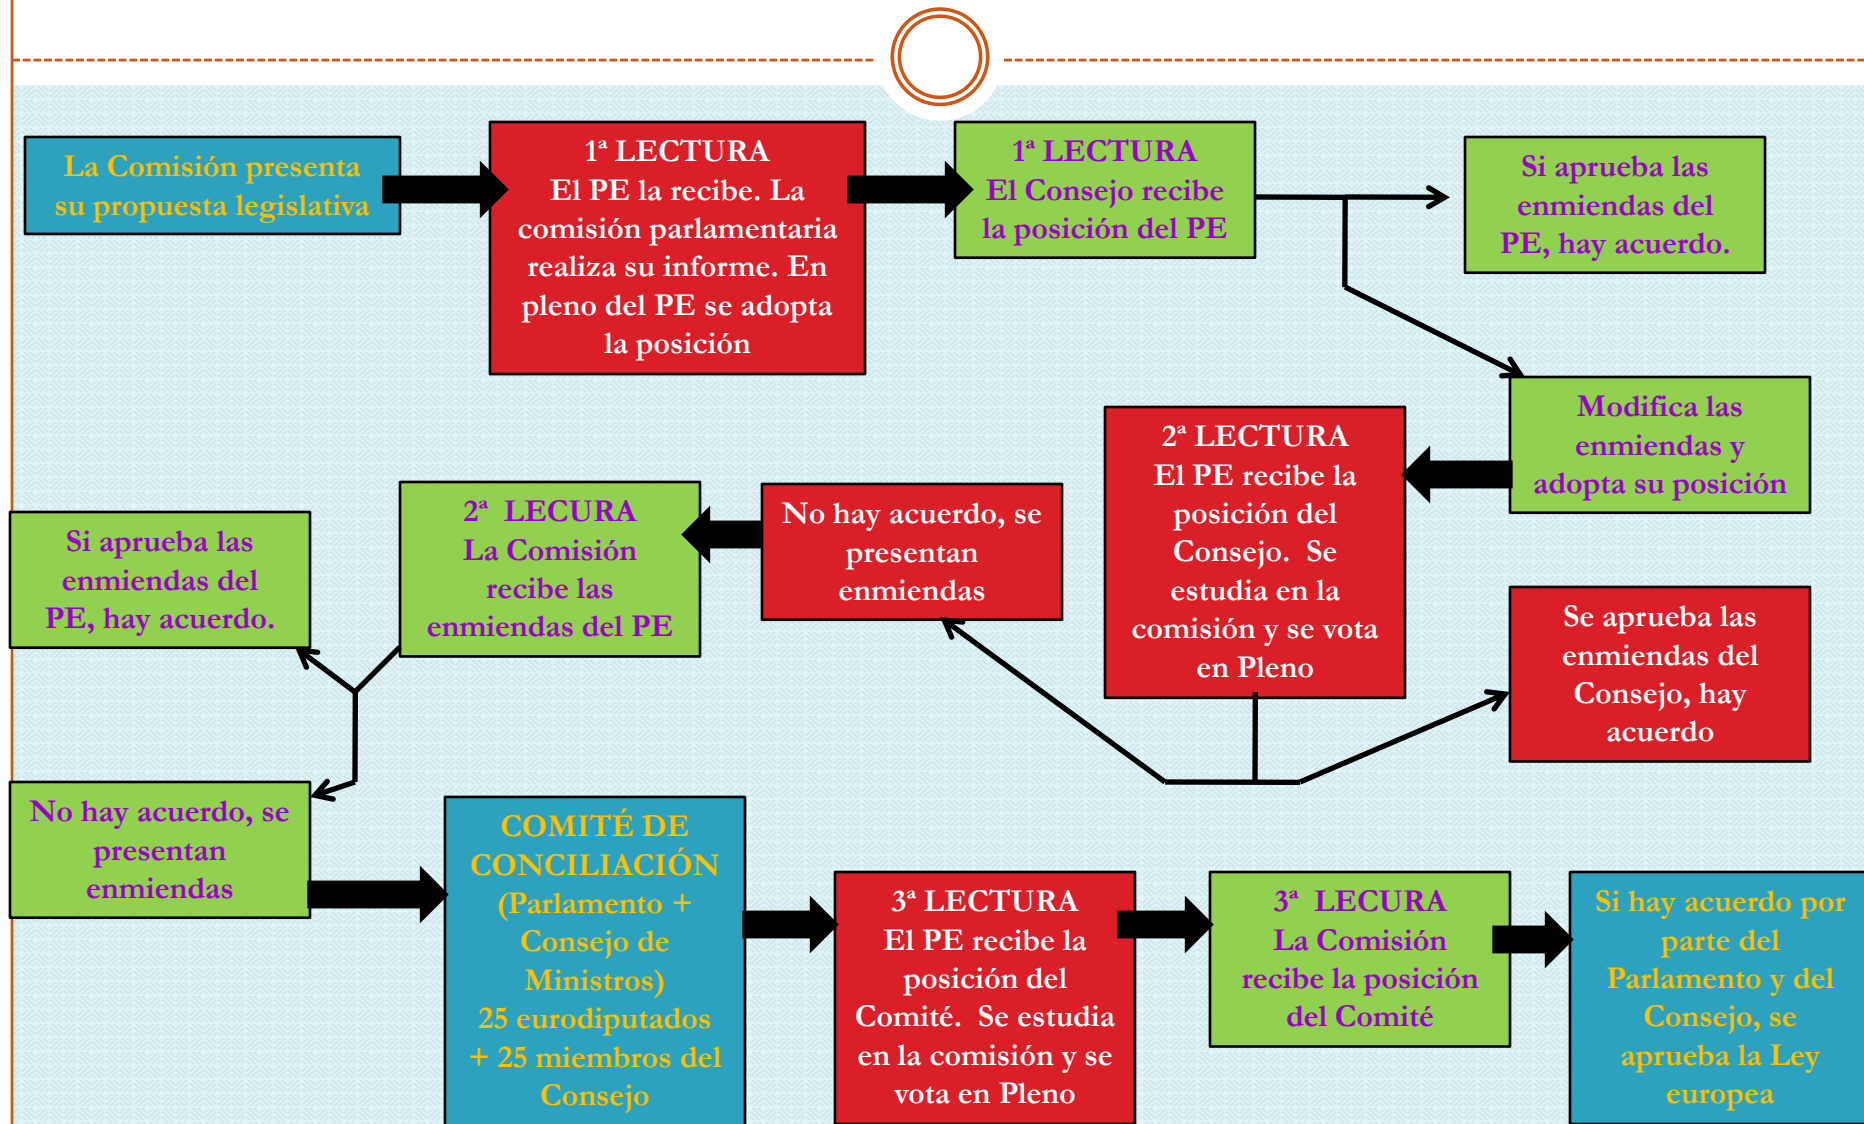 La Comisión presenta
su propuesta legislativa
1ª LECTURA
El PE la recibe. La
comisión parlamentaria
realiza su informe. En
pleno del PE se adopta
la posición
1ª LECTURA
El Consejo recibe
la posición del PE
Si aprueba las
enmiendas del
PE, hay acuerdo.
Modifica las
enmiendas y
adopta su posición
2ª LECTURA
El PE recibe la
posición del
Consejo. Se
estudia en la
comisión y se vota
en Pleno
Se aprueba las
enmiendas del
Consejo, hay
acuerdo
No hay acuerdo, se
presentan
enmiendas
2ª LECURA
La Comisión
recibe las
enmiendas del PE
Si aprueba las
enmiendas del
PE, hay acuerdo.
No hay acuerdo, se
presentan
enmiendas
COMITÉ DE
CONCILIACIÓN
(Parlamento +
Consejo de
Ministros)
25 eurodiputados
+ 25 miembros del
Consejo
3ª LECTURA
El PE recibe la
posición del
Comité. Se estudia
en la comisión y se
vota en Pleno
3ª LECURA
La Comisión
recibe la posición
del Comité
Si hay acuerdo por
parte del
Parlamento y del
Consejo, se
aprueba la Ley
europea